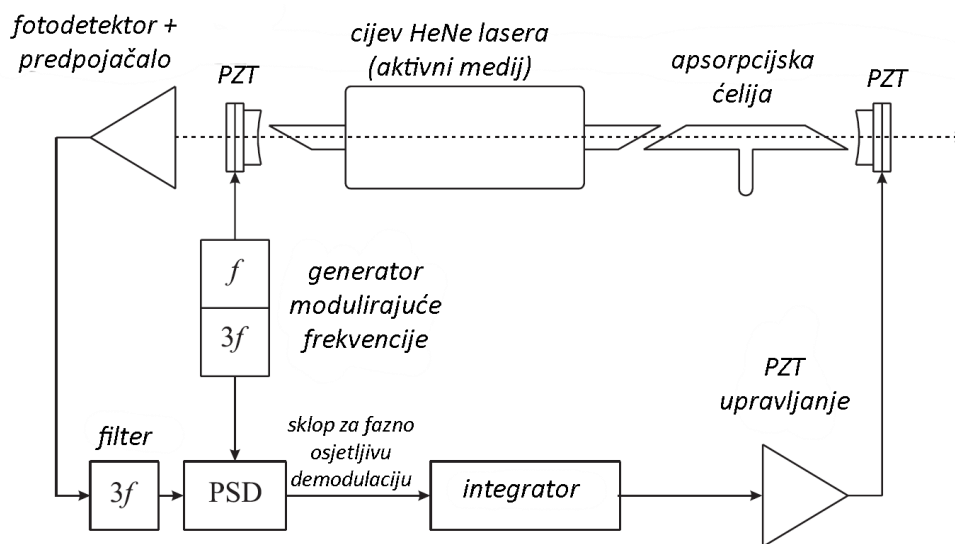 fotodetektor +
predpojačalo
PZT
cijev HeNe lasera
(aktivni medij)
apsorpcijska
ćelija
PZT
f
3f
generator
modulirajuće
frekvencije
PZT
upravljanje
filter
3f
PSD
sklop za fazno
osjetljivu
demodulaciju
integrator